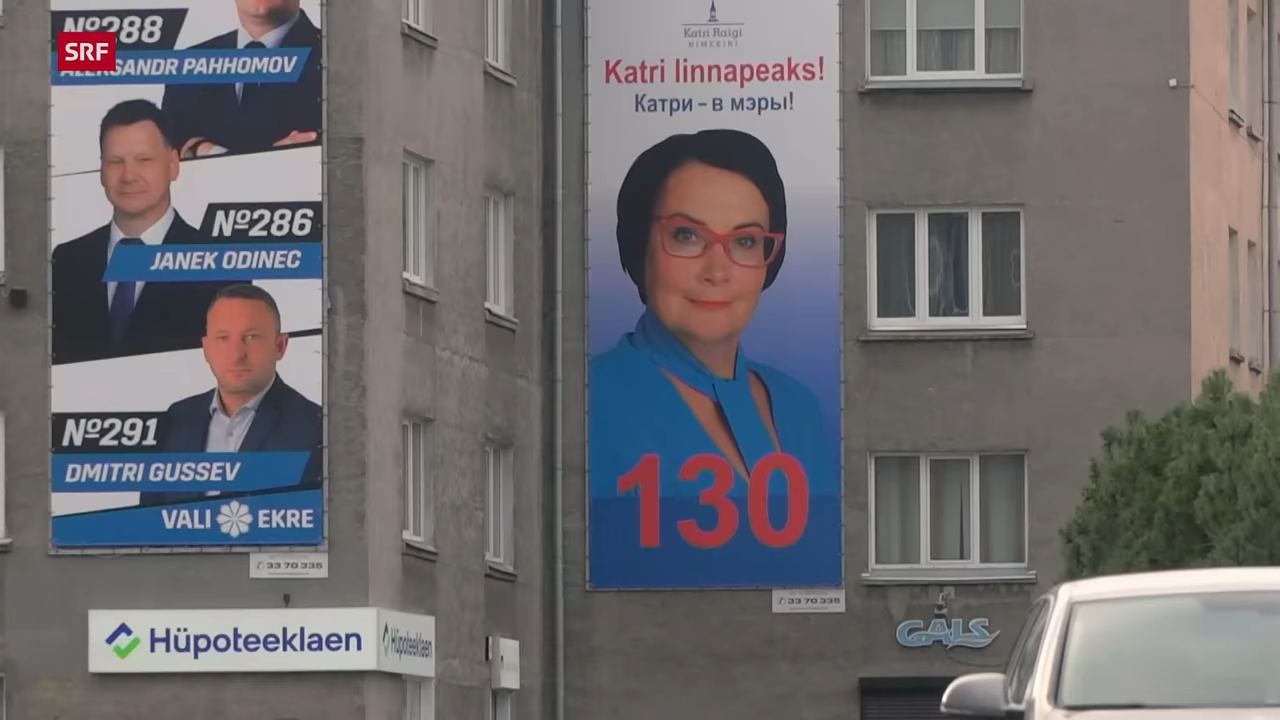 SRF
№288
ALEKSANDR PAHHOMOV
№286
JANEK ODINEC
№291
DMITRI GUSSEV
VALI EKRE
33 70 335
Hüpoteeklaen
Hüpoteeklaen
Katri Raigi
NIMEKIRI
Katri linnapeaks!
Катри – в мэры!
130
33 70 335
GALS